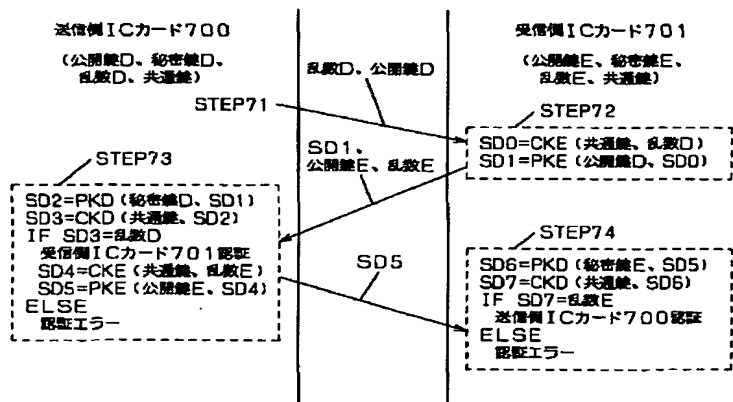 送信側ICカード700
(公開鍵D、秘密鍵D、
乱数D、共通鍵)
STEP71
乱数D、公開鍵D
受信側ICカード701
(公開鍵E、秘密鍵E、
乱数E、共通鍵)
STEP72
SD0=CKE(共通鍵、乱数D)
SD1=PKE(公開鍵D、SD0)
SD1、
公開鍵E、乱数E
STEP73
SD2=PKD(秘密鍵D、SD1)
SD3=CKD(共通鍵、SD2)
IF SD3=乱数D
受信側ICカード701認証
SD4=CKE(共通鍵、乱数E)
SD5=PKE(公開鍵E、SD4)
ELSE
認証エラー
SD5
STEP74
SD6=PKD(秘密鍵E、SD5)
SD7=CKD(共通鍵、SD6)
IF SD7=乱数E
送信側ICカード700認証
ELSE
認証エラー